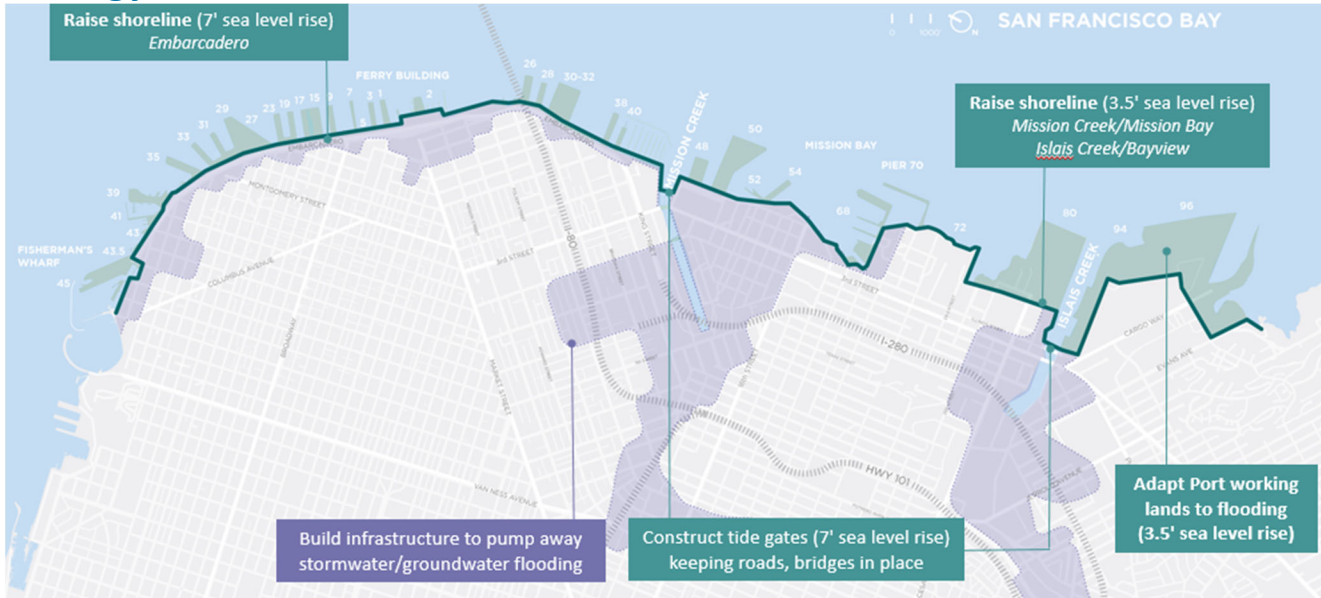 Raise shoreline (7' sea level rise)
Embarcadero
0 1000' N
SAN FRANCISCO BAY
FERRY BUILDING
26
28
30-32
38
40
MISSION CREEK
48
50
52
54
MISSION BAY
68
PIER 70
72
Raise shoreline (3.5' sea level rise)
Mission Creek/Mission Bay
Islais Creek/Bayview
80
ISLAIS CREEK
94
96
2
1
3
5
7
9
15
17
19
23
27
29
31
33
35
39
41
43
43.5
FISHERMAN'S
WHARF
45
EMBARCADERO
EMBARCADERO
MONTGOMERY STREET
COLUMBUS AVENUE
BROADWAY
3rd STREET
KING STREET
I-80
MARKET STREET
VAN NESS AVENUE
3rd STREET
I-280
HWY 101
CARGO WAY
EVANS AVE
Build infrastructure to pump away
stormwater/groundwater flooding
Construct tide gates (7' sea level rise)
keeping roads, bridges in place
Adapt Port working
lands to flooding
(3.5' sea level rise)